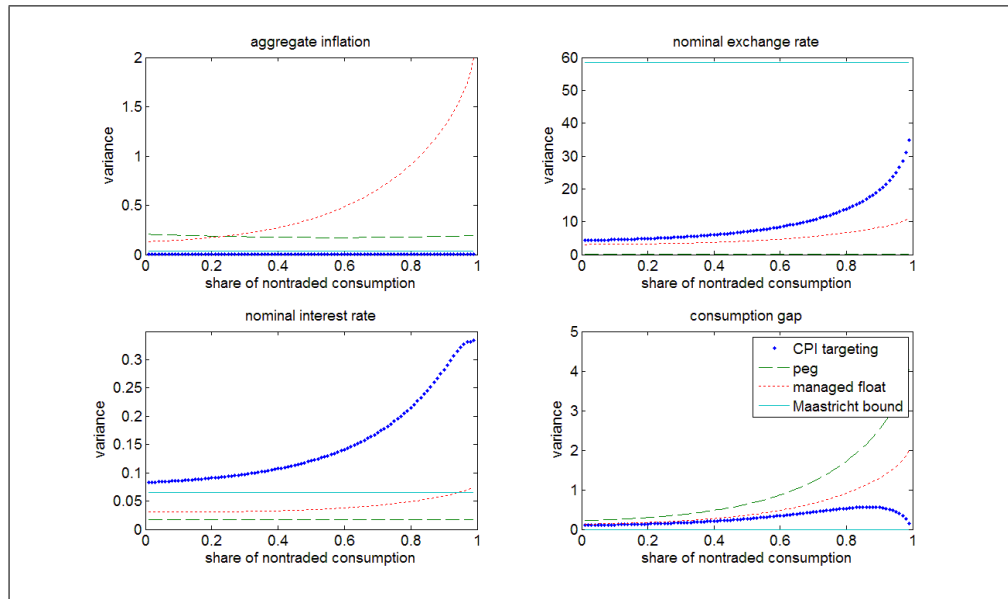 aggregate inflation
2
1.5
1
0.5
0
variance
0 0.2 0.4 0.6 0.8 1
share of nontraded consumption
nominal exchange rate
60
50
40
30
20
10
0
variance
0 0.2 0.4 0.6 0.8 1
share of nontraded consumption
nominal interest rate
0.3
0.25
0.2
0.15
0.1
0.05
0
variance
0 0.2 0.4 0.6 0.8 1
share of nontraded consumption
consumption gap
5
4
3
2
1
0
variance
CPI targeting
peg
managed float
Maastricht bound
0 0.2 0.4 0.6 0.8 1
share of nontraded consumption